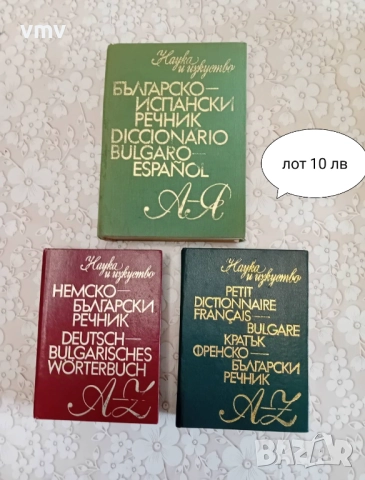 vmv
Наука
и изкуство
БЪЛГАРСКО-
ИСПАНСКИ
РЕЧНИК
DICCIONARIO
BULGARO-
ESPAÑOL
А-Я
лот 10 лв
Наука
и изкуство
НЕМСКО-
БЪЛГАРСКИ
РЕЧНИК
DEUTSCH-
BULGARISCHES
WÖRTERBUCH
A-Z
Наука
и изкуство
PETIT
DICTIONNAIRE
FRANÇAIS-
BULGARE
КРАТЪК
ФРЕНСКО-
БЪЛГАРСКИ
РЕЧНИК
A-Z
BAZAR